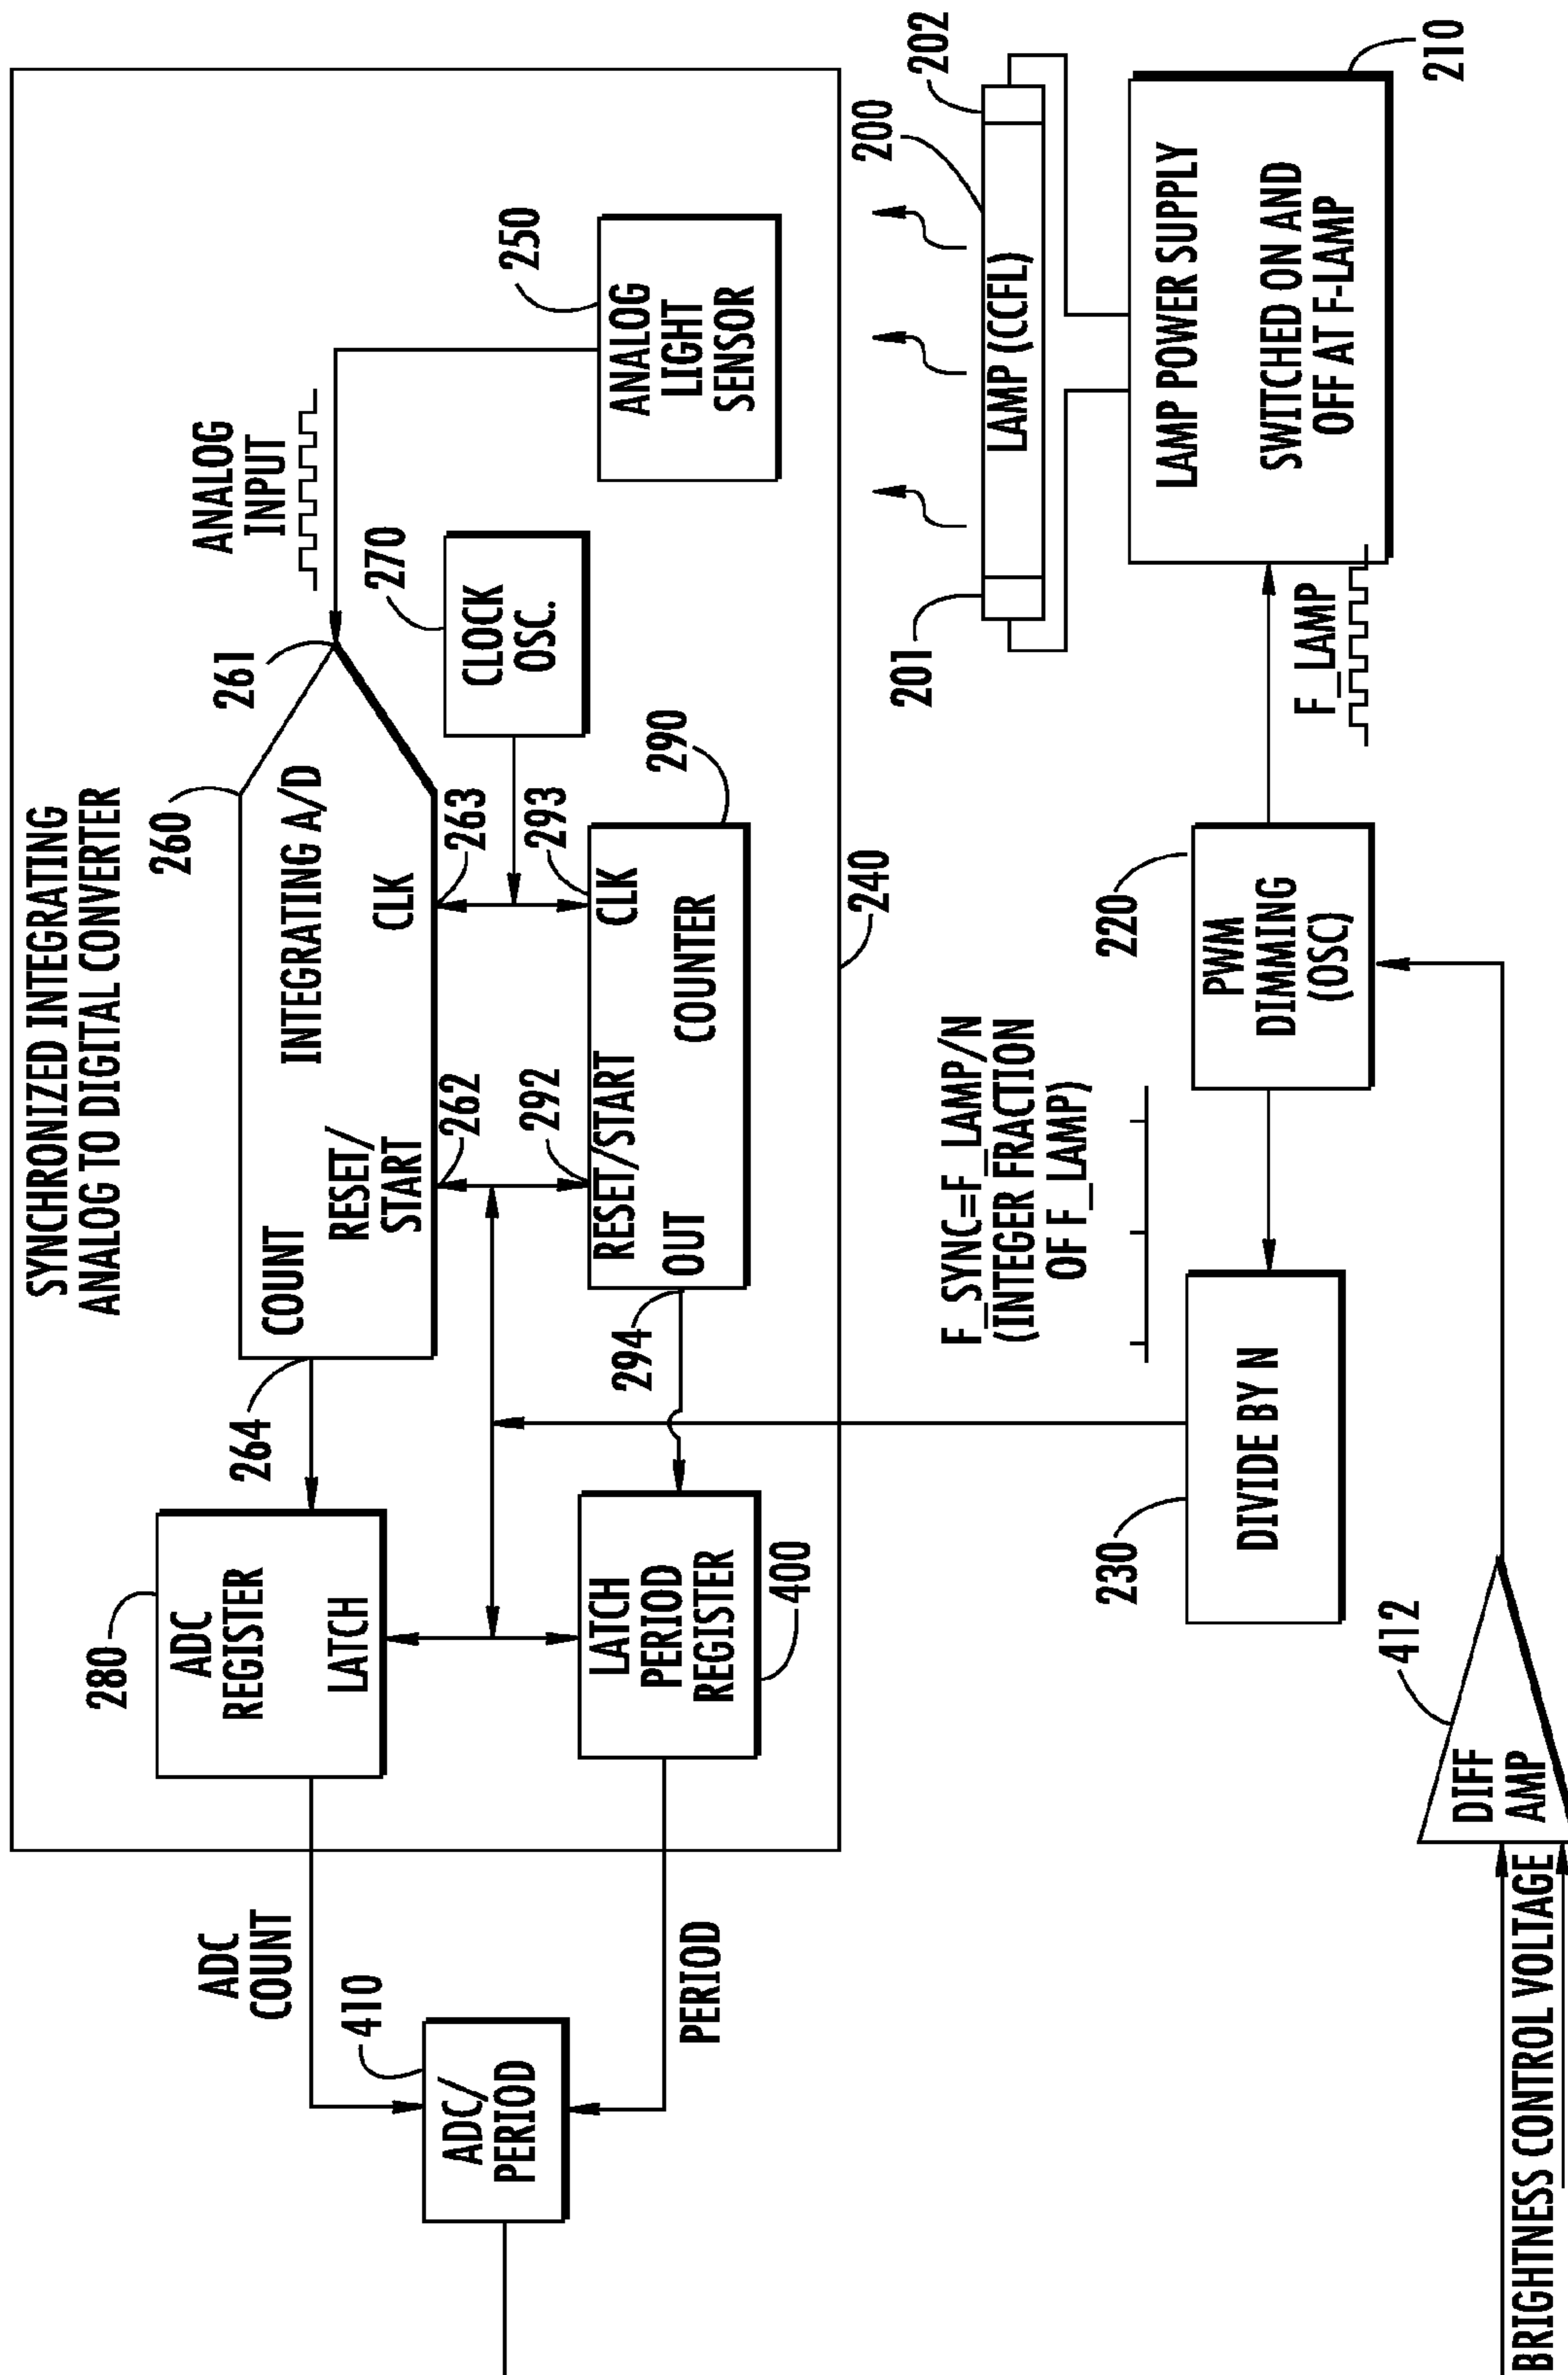 SYNCHRONIZED INTEGRATING
ANALOG TO DIGITAL CONVERTER
ADC
COUNT
280
ADC
REGISTER
LATCH
264
COUNT
INTEGRATING A/D
RESET/
START
CLK
260
261
262
263
ANALOG
INPUT
410
ADC/
PERIOD
PERIOD
LATCH
PERIOD
REGISTER
400
294
292
293
RESET/START
CLK
OUT
COUNTER
290
270
CLOCK
OSC.
250
ANALOG
LIGHT
SENSOR
240
201
200
202
LAMP (CCFL)
F_SYNC=F_LAMP/N
(INTEGER FRACTION
OF F_LAMP)
230
DIVIDE BY N
220
PWM
DIMMING
(OSC)
F_LAMP
LAMP POWER SUPPLY
SWITCHED ON AND
OFF AT F-LAMP
210
412
DIFF
AMP
BRIGHTNESS CONTROL VOLTAGE